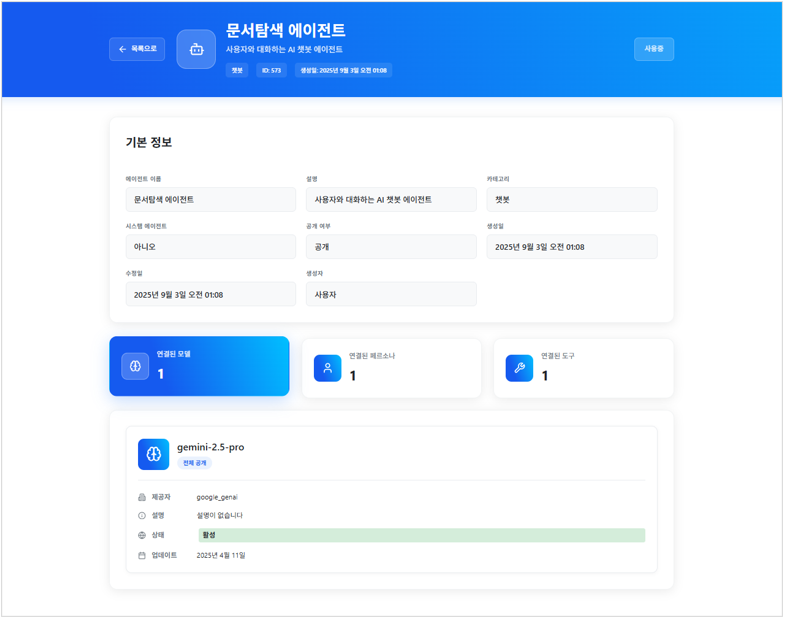 목록으로
문서탐색 에이전트
사용자와 대화하는 AI 챗봇 에이전트
챗봇
ID: 573
생성일: 2025년 9월 3일 오전 01:08
사용중
기본 정보
에이전트 이름
설명
카테고리
문서탐색 에이전트
사용자와 대화하는 AI 챗봇 에이전트
챗봇
시스템 에이전트
공개 여부
생성일
아니오
공개
2025년 9월 3일 오전 01:08
수정일
생성자
2025년 9월 3일 오전 01:08
사용자
연결된 모델
1
연결된 페르소나
1
연결된 도구
1
gemini-2.5-pro
전체 공개
제공자
google_genai
설명
설명이 없습니다
상태
활성
업데이트
2025년 4월 11일